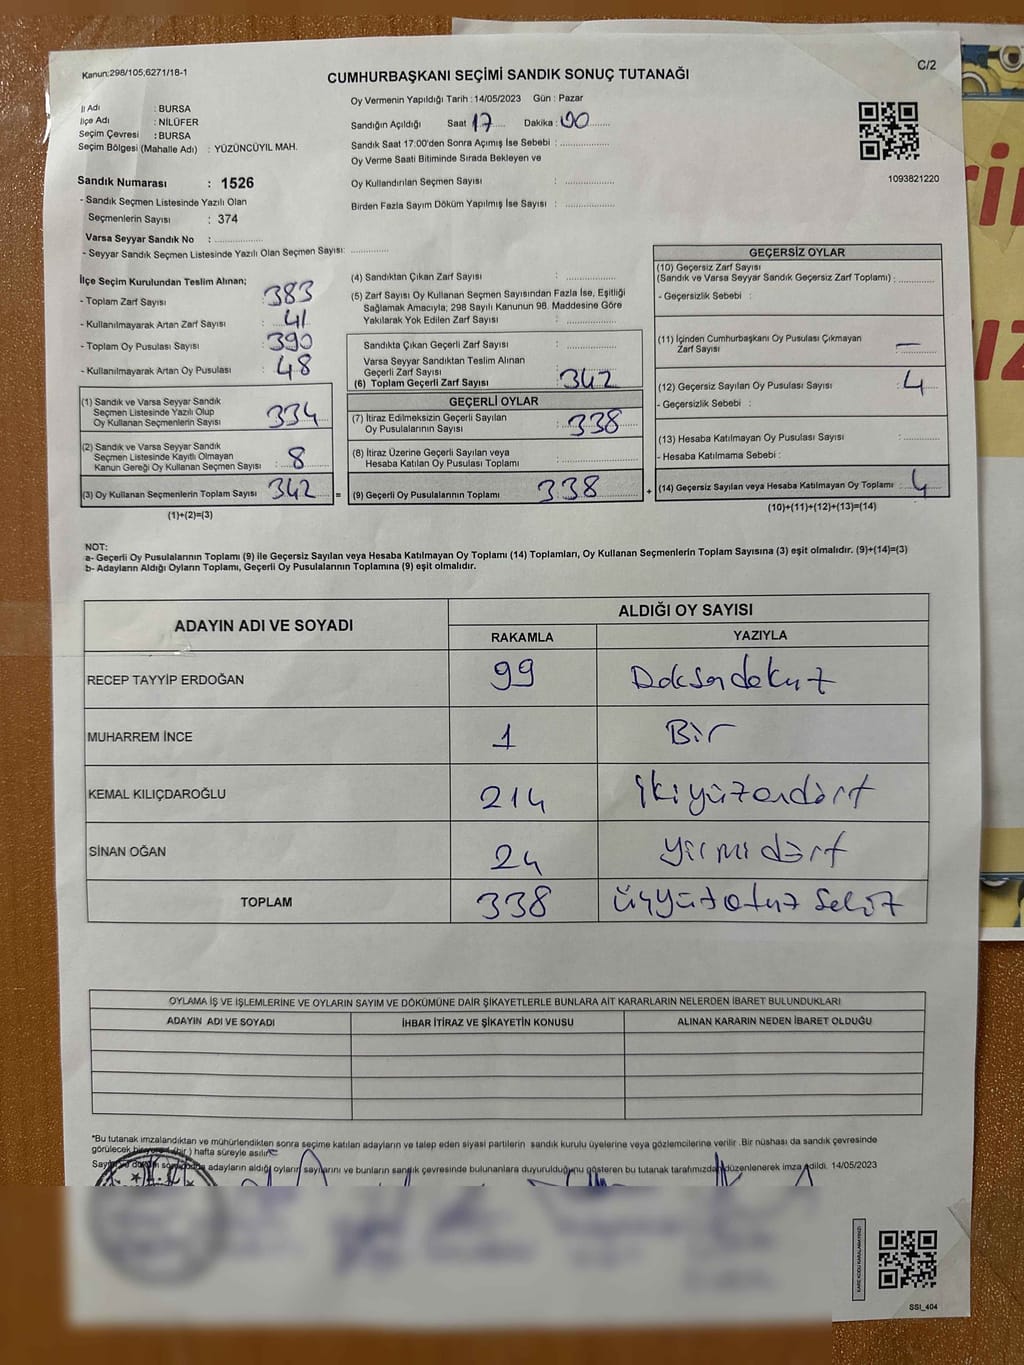 Kanun:298/105,6271/18-1
C/2
CUMHURBAŞKANI SEÇİMİ SANDIK SONUÇ TUTANAĞI
İl Adı : BURSA
İlçe Adı : NİLÜFER
Seçim Çevresi : BURSA
Seçim Bölgesi (Mahalle Adı) : YÜZÜNCÜYIL MAH.
Oy Vermenin Yapıldığı Tarih :14/05/2023 Gün : Pazar
Sandığın Açıldığı Saat 17 Dakika : 00
Sandık Saat 17:00'den Sonra Açımış İse Sebebi :
Oy Verme Saati Bitiminde Sırada Bekleyen ve
Oy Kullandırılan Seçmen Sayısı :
Birden Fazla Sayım Döküm Yapılmış İse Sayısı :
1093821220
Sandık Numarası : 1526
- Sandık Seçmen Listesinde Yazılı Olan
Seçmenlerin Sayısı : 374
Varsa Seyyar Sandık No :
- Seyyar Sandık Seçmen Listesinde Yazılı Olan Seçmen Sayısı:
İlçe Seçim Kurulundan Teslim Alınan;
- Toplam Zarf Sayısı : 383
- Kullanılmayarak Artan Zarf Sayısı : 41
- Toplam Oy Pusulası Sayısı : 390
- Kullanılmayarak Artan Oy Pusulası : 48
(1) Sandık ve Varsa Seyyar Sandık
Seçmen Listesinde Yazılı Olup
Oy Kullanan Seçmenlerin Sayısı : 334
(2) Sandık ve Varsa Seyyar Sandık
Seçmen Listesinde Kayıtlı Olmayan
Kanun Gereği Oy Kullanan Seçmen Sayısı : 8
(3) Oy Kullanan Seçmenlerin Toplam Sayısı : 342 =
(1)+(2)=(3)
(4) Sandıktan Çıkan Zarf Sayısı :
(5) Zarf Sayısı Oy Kullanan Seçmen Sayısından Fazla İse, Eşitliği
Sağlamak Amacıyla; 298 Sayılı Kanunun 98. Maddesine Göre
Yakılarak Yok Edilen Zarf Sayısı :
Sandıkta Çıkan Geçerli Zarf Sayısı :
Varsa Seyyar Sandıktan Teslim Alınan
Geçerli Zarf Sayısı :
(6) Toplam Geçerli Zarf Sayısı : 342
GEÇERLİ OYLAR
(7) İtiraz Edilmeksizin Geçerli Sayılan
Oy Pusulalarının Sayısı : 338
(8) İtiraz Üzerine Geçerli Sayılan veya
Hesaba Katılan Oy Pusulası Toplamı :
(9) Geçerli Oy Pusulalarının Toplamı : 338 +
GEÇERSİZ OYLAR
(10) Geçersiz Zarf Sayısı
(Sandık ve Varsa Seyyar Sandık Geçersiz Zarf Toplamı) :
- Geçersizlik Sebebi :
(11) İçinden Cumhurbaşkanı Oy Pusulası Çıkmayan
Zarf Sayısı : —
(12) Geçersiz Sayılan Oy Pusulası Sayısı : 4
- Geçersizlik Sebebi :
(13) Hesaba Katılmayan Oy Pusulası Sayısı :
- Hesaba Katılmama Sebebi :
(14) Geçersiz Sayılan veya Hesaba Katılmayan Oy Toplamı : 4
(10)+(11)+(12)+(13)=(14)
NOT:
a- Geçerli Oy Pusulalarının Toplamı (9) ile Geçersiz Sayılan veya Hesaba Katılmayan Oy Toplamı (14) Toplamları, Oy Kullanan Seçmenlerin Toplam Sayısına (3) eşit olmalıdır. (9)+(14)=(3)
b- Adayların Aldığı Oyların Toplamı, Geçerli Oy Pusulalarının Toplamına (9) eşit olmalıdır.
ADAYIN ADI VE SOYADI
ALDIĞI OY SAYISI
RAKAMLA YAZIYLA
RECEP TAYYİP ERDOĞAN 99 Doksandokuz
MUHARREM İNCE 1 Bir
KEMAL KILIÇDAROĞLU 214 İkiyüzondört
SİNAN OĞAN 24 yirmi dört
TOPLAM 338 Üçyüzotuz Sekiz
OYLAMA İŞ VE İŞLEMLERİNE VE OYLARIN SAYIM VE DÖKÜMÜNE DAİR ŞİKAYETLERLE BUNLARA AİT KARARLARIN NELERDEN İBARET BULUNDUKLARI
ADAYIN ADI VE SOYADI İHBAR İTİRAZ VE ŞİKAYETİN KONUSU ALINAN KARARIN NEDEN İBARET OLDUĞU
*Bu tutanak imzalandıktan ve mühürlendikten sonra seçime katılan adayların ve talep eden siyasi partilerin sandık kurulu üyelerine veya gözlemcilerine verilir .Bir nüshası da sandık çevresinde
görülecek bir yere 1 (bir ) hafta süreyle asılır.
Sayım ve döküm sonucunda adayların aldığı oyların sayılarını ve bunların sandık çevresinde bulunanlara duyurulduğunu gösteren bu tutanak tarafımızdan düzenlenerek imza edildi. 14/05/2023
SSI_404